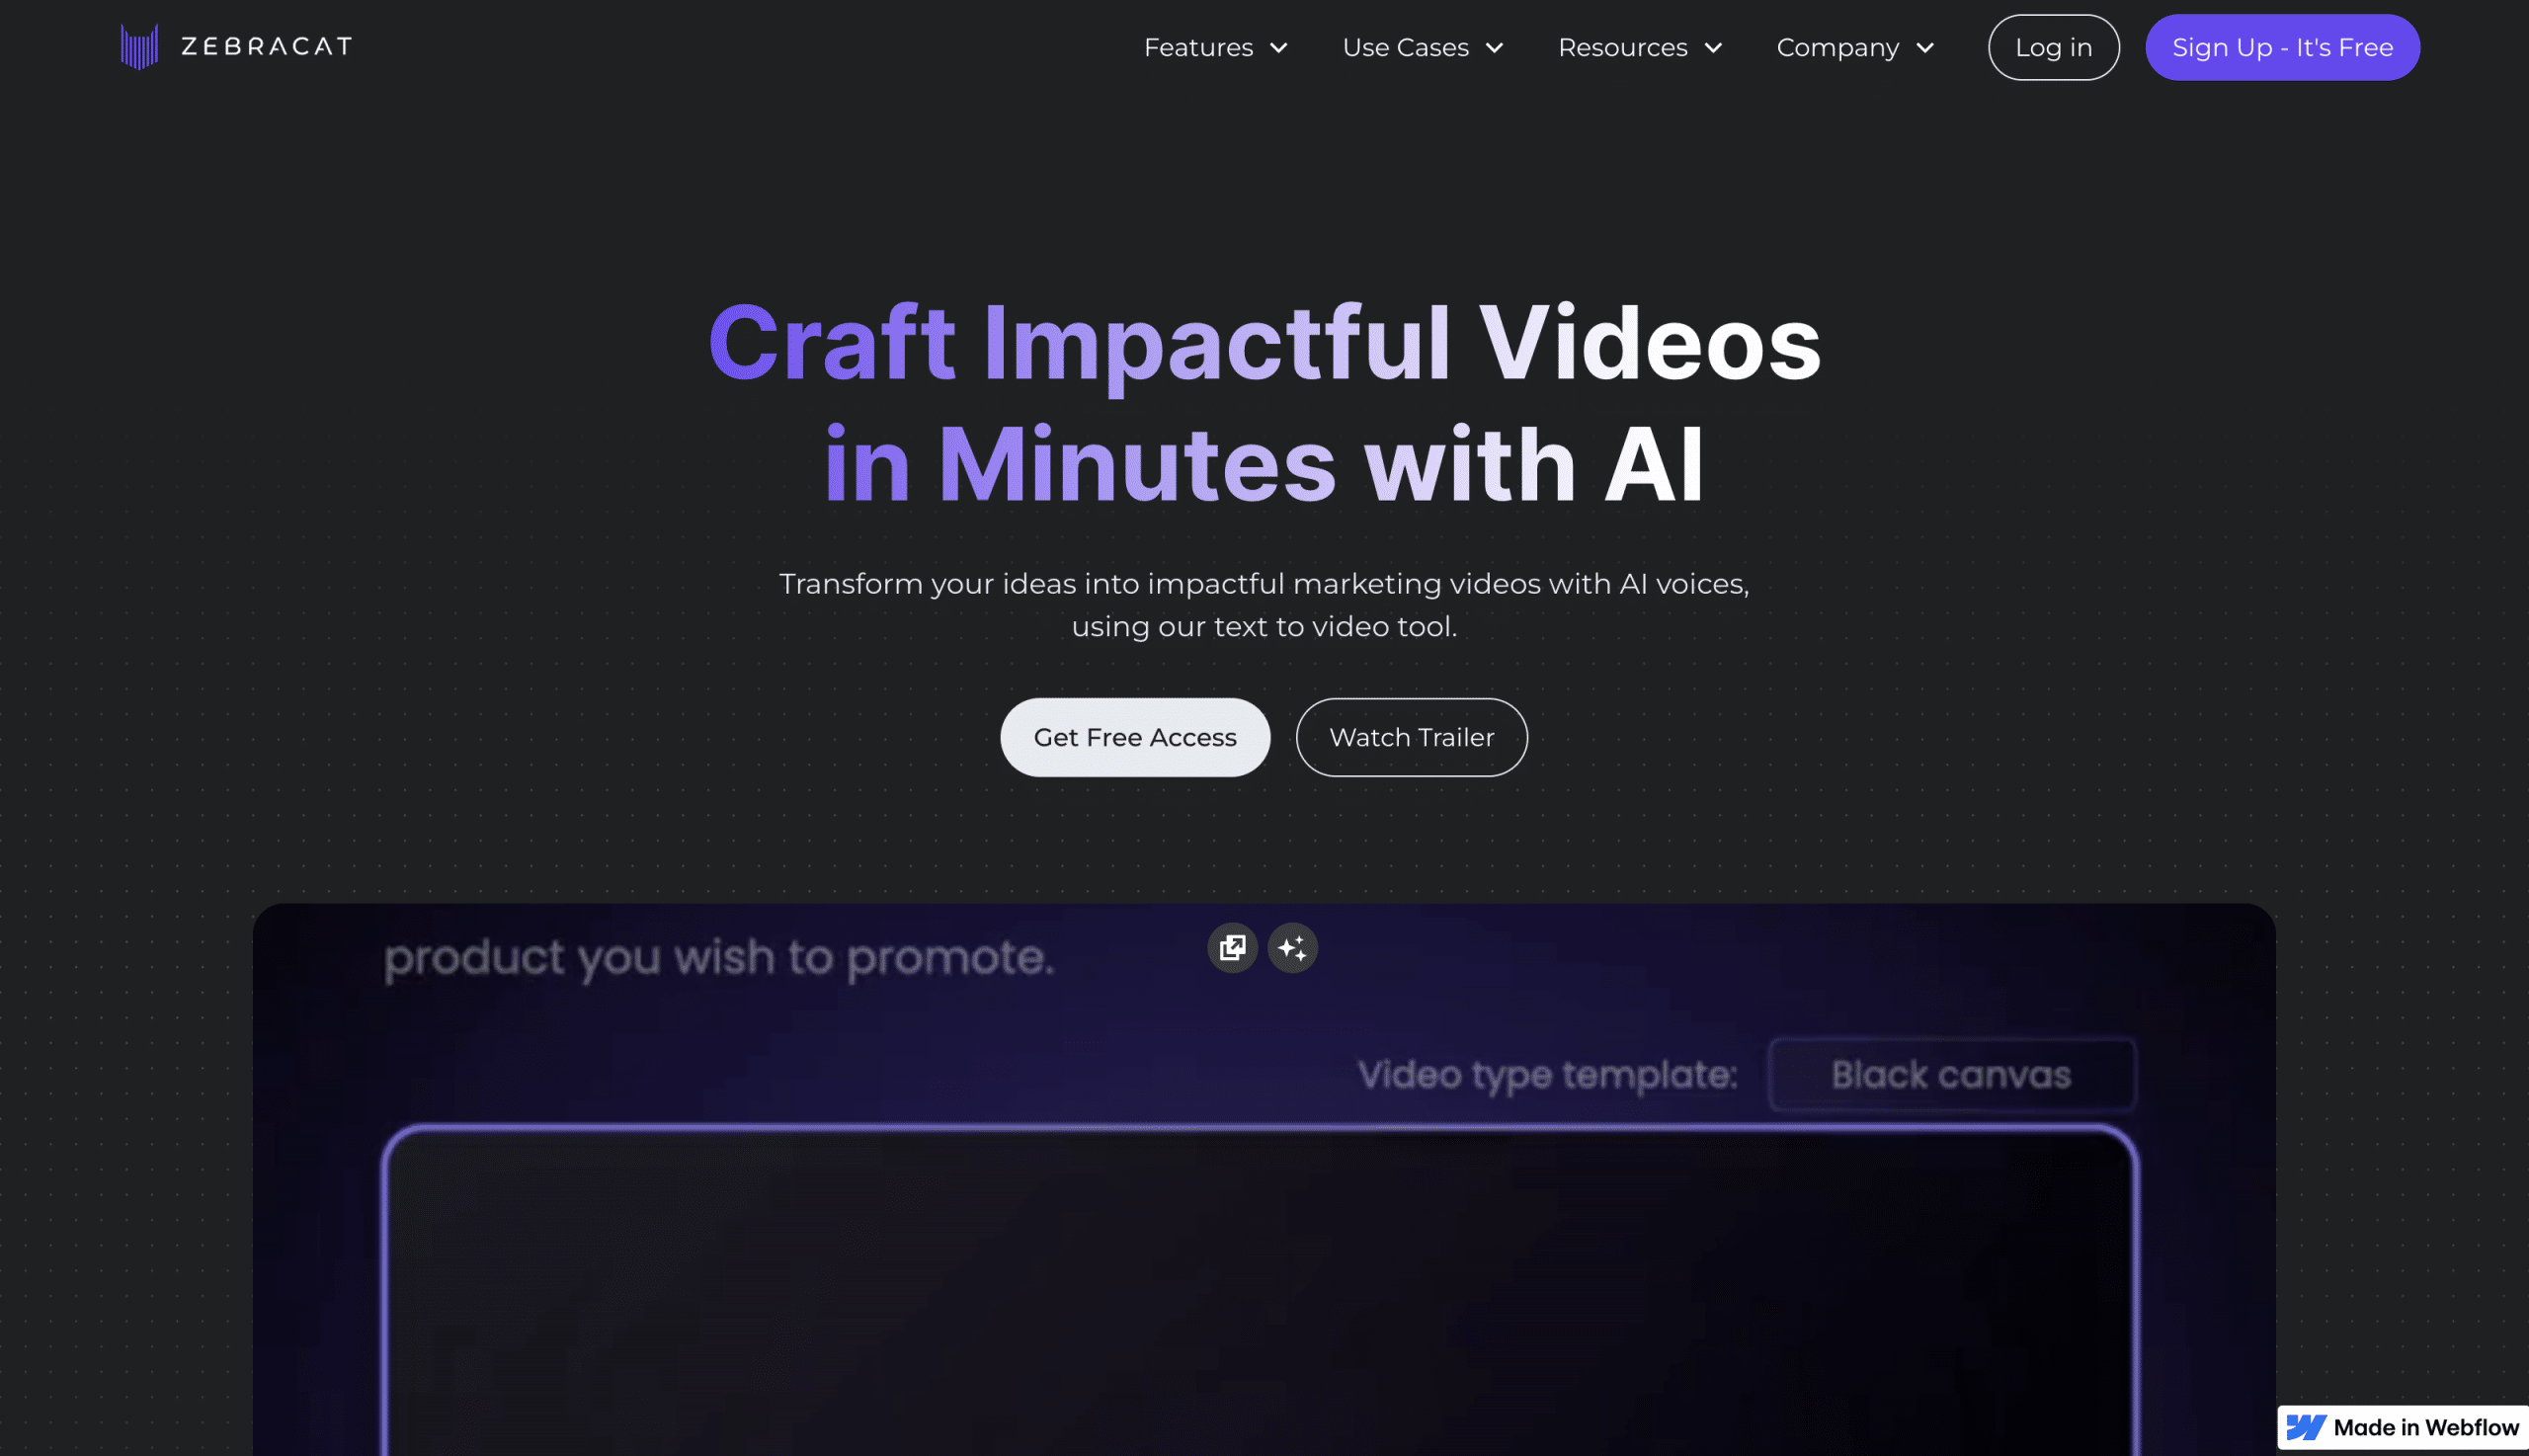 ZEBRACAT
Features
Use Cases
Resources
Company
Log in
Sign Up - It's Free
Craft Impactful Videos
in Minutes with AI
Transform your ideas into impactful marketing videos with AI voices,
using our text to video tool.
Get Free Access
Watch Trailer
product you wish to promote.
Video type template:
Black canvas
Made in Webflow